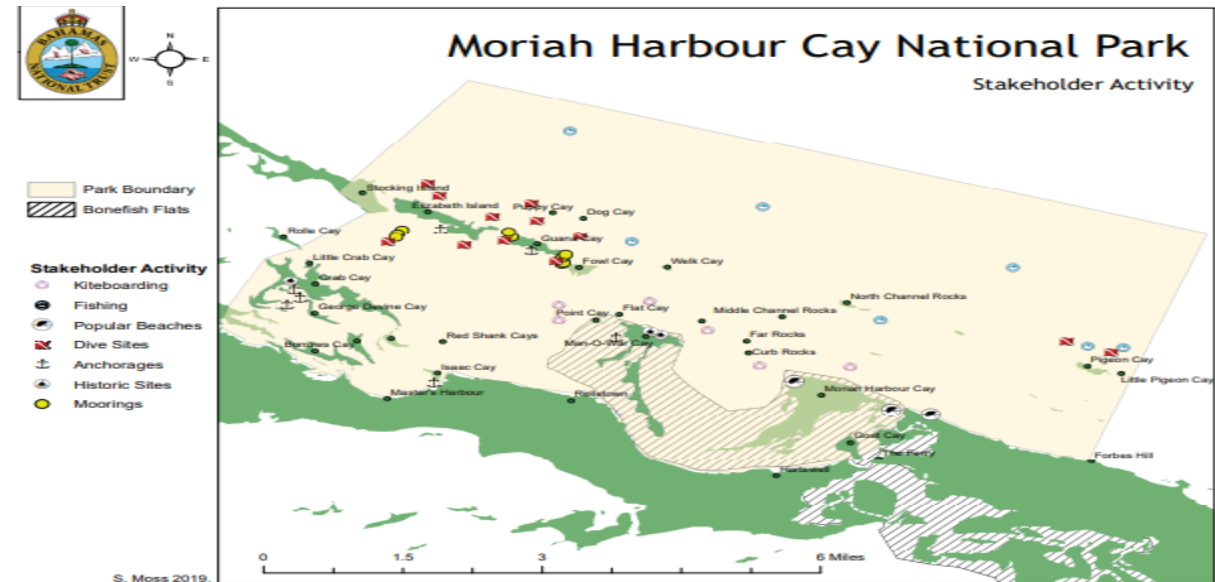 BAHAMAS
NATIONAL TRUST
N
W E
S
Moriah Harbour Cay National Park
Stakeholder Activity
Park Boundary
Bonefish Flats
Stakeholder Activity
Kiteboarding
Fishing
Popular Beaches
Dive Sites
Anchorages
Historic Sites
Moorings
Stocking Island
Elizabeth Island
Puppy Cay
Dog Cay
Rolle Cay
Guana Cay
Little Crab Cay
Fowl Cay
Welk Cay
Crab Cay
George Devine Cay
Point Cay
Flat Cay
Middle Channel Rocks
North Channel Rocks
Red Shank Cays
Man-O-War Cay
Far Rocks
Burrows Cay
Curb Rocks
Pigeon Cay
Isaac Cay
Little Pigeon Cay
Master's Harbour
Rolletown
Moriah Harbour Cay
Goat Cay
The Ferry
Forbes Hill
Hartswell
0 1.5 3 6 Miles
S. Moss 2019.